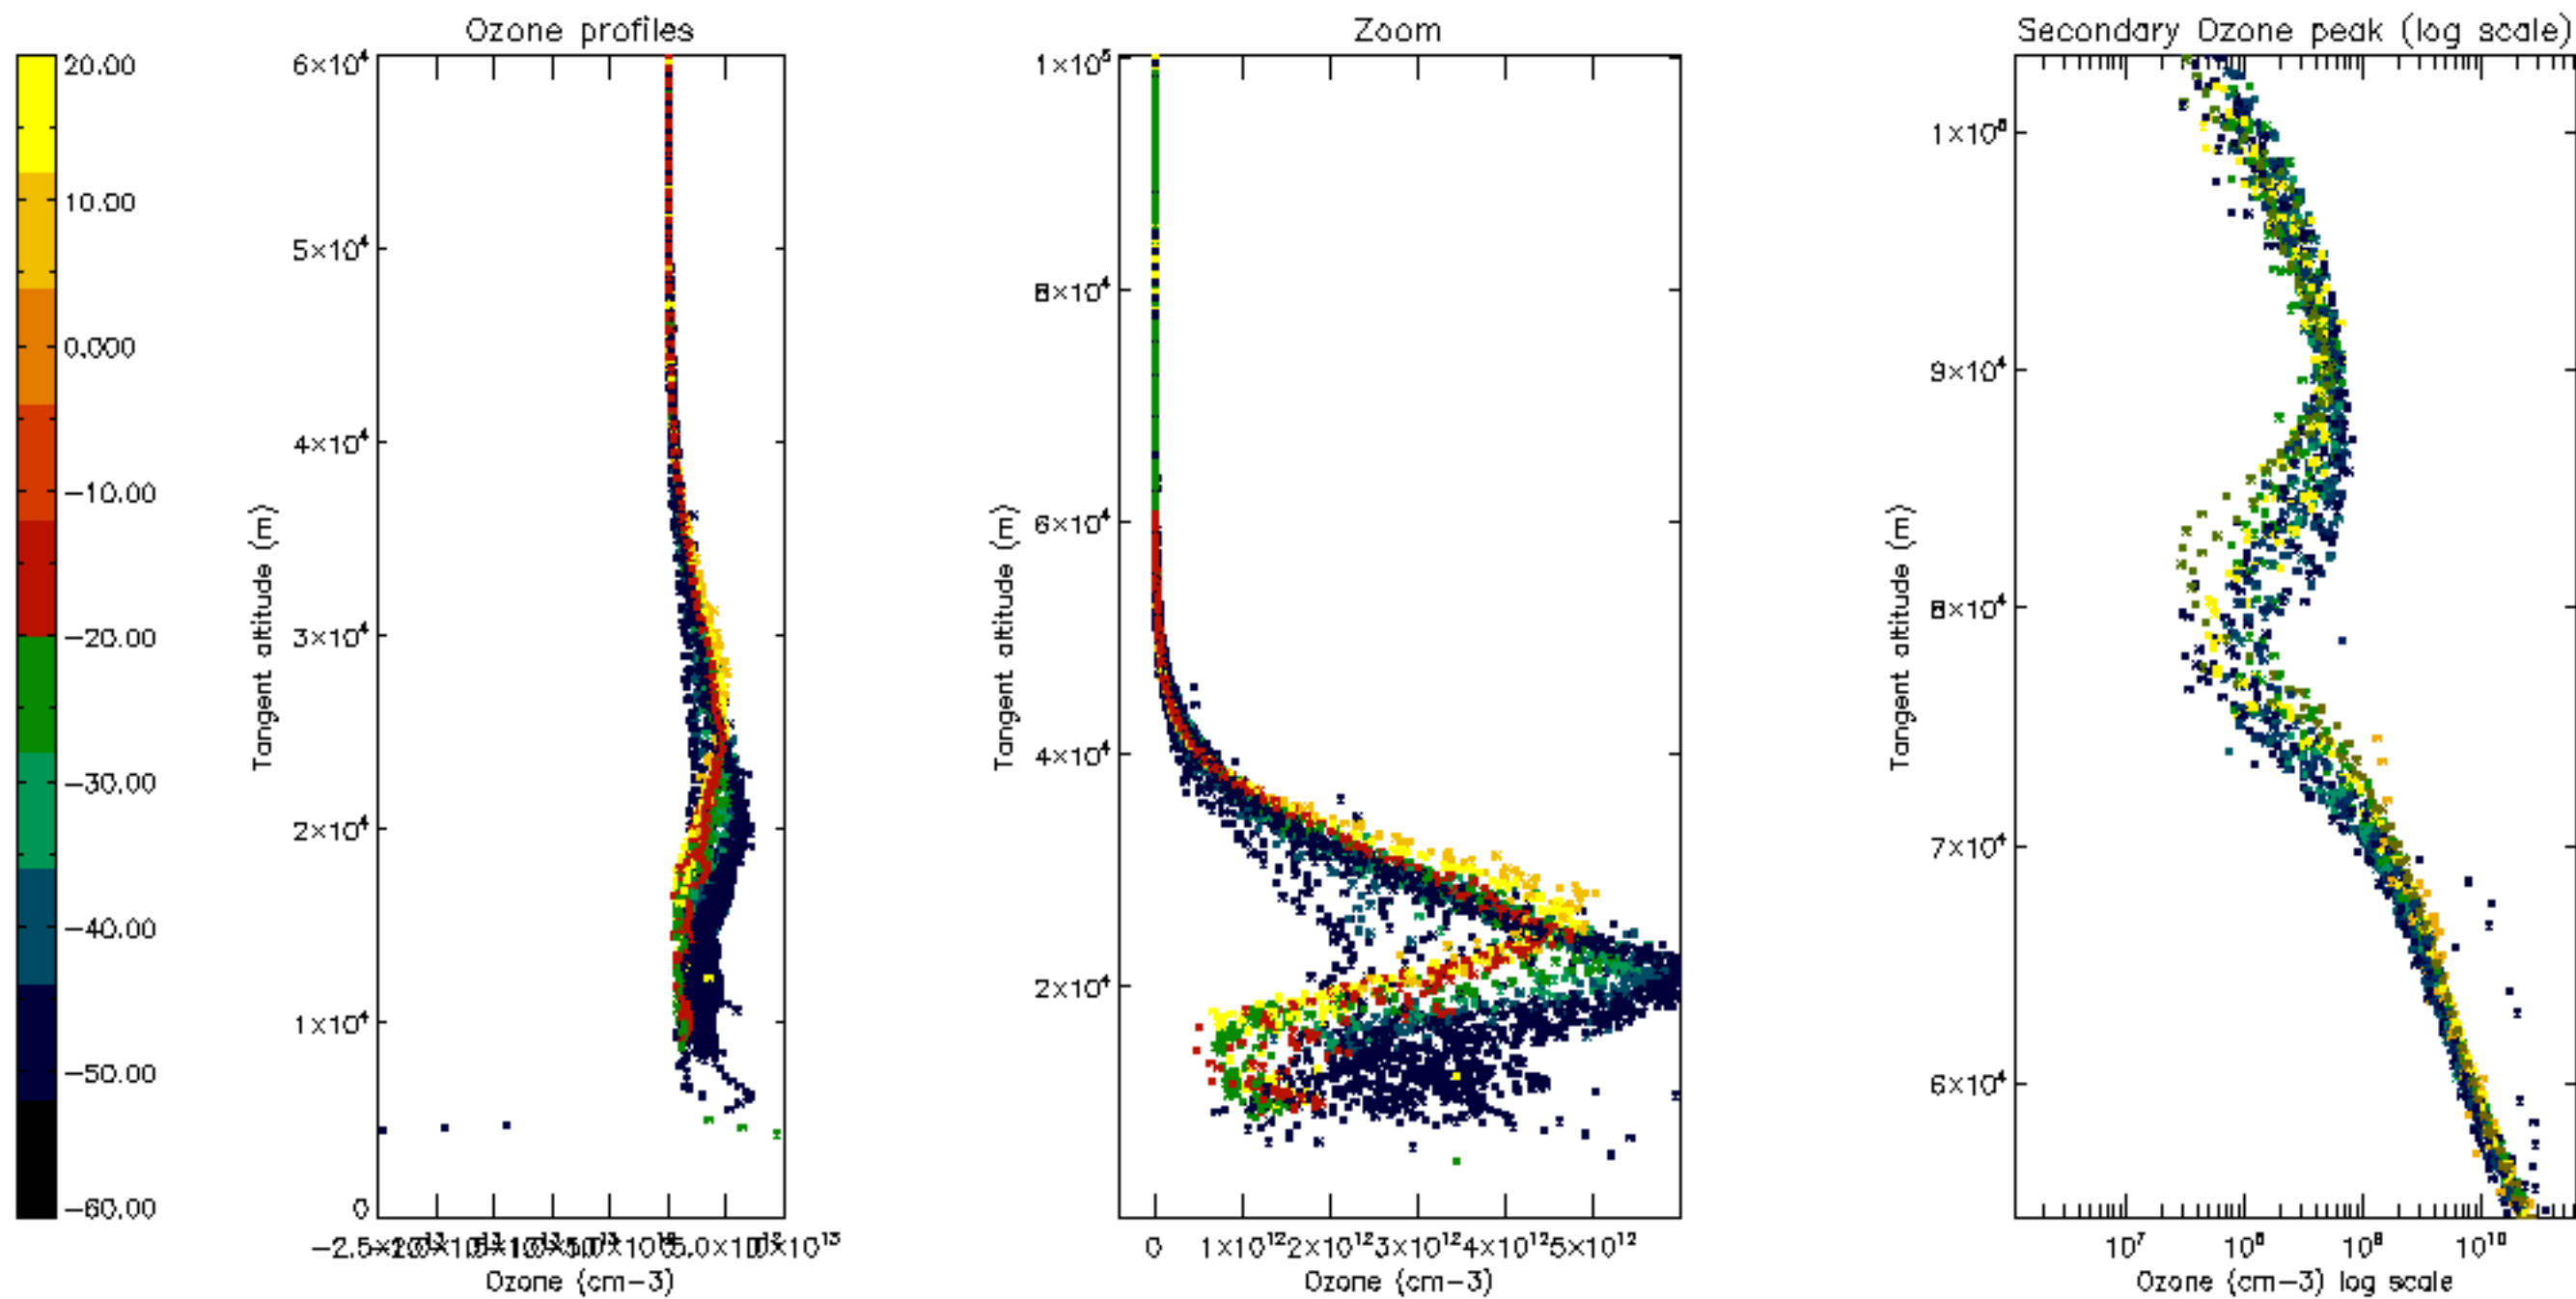 Ozone profiles
Zoom
Secondary Ozone peak (log scale)
20.00
10.00
0.000
−10.00
−20.00
−30.00
−40.00
−50.00
−60.00
6×10⁴
5×10⁴
4×10⁴
3×10⁴
2×10⁴
1×10⁴
0
Tangent altitude (m)
Ozone (cm−3)
1×10⁵
8×10⁴
6×10⁴
4×10⁴
2×10⁴
Tangent altitude (m)
0 1×10¹² 2×10¹² 3×10¹² 4×10¹² 5×10¹²
Ozone (cm−3)
9×10⁴
8×10⁴
7×10⁴
6×10⁴
Tangent altitude (m)
10⁷ 10⁸ 10⁹ 10¹⁰
Ozone (cm−3) log scale